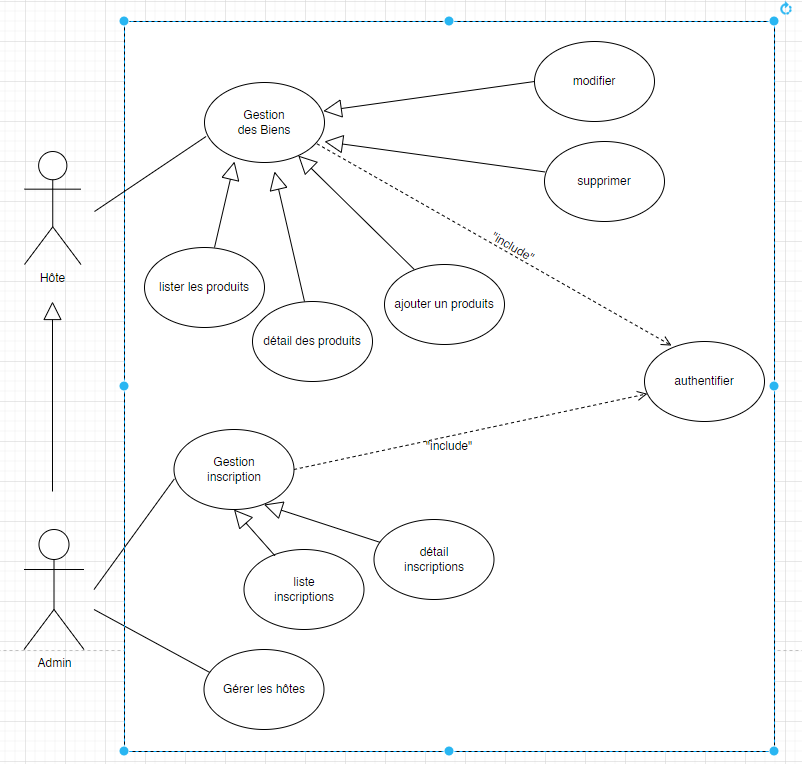 modifier
Gestion
des Biens
supprimer
"include"
Hôte
lister les produits
ajouter un produits
détail des produits
authentifier
"include"
Gestion
inscription
détail
inscriptions
liste
inscriptions
Admin
Gérer les hôtes